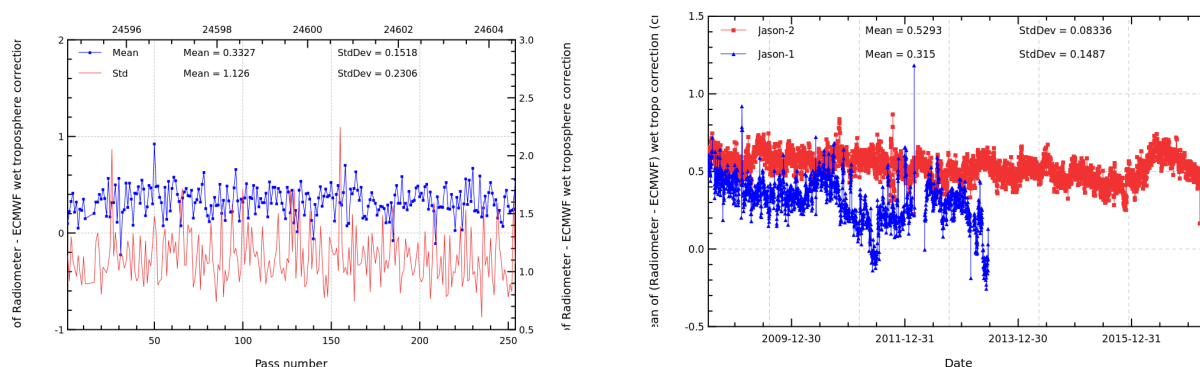 24596 24598 24600 24602 24604
2 3.0
Mean Mean = 0.3327 StdDev = 0.1518
Std Mean = 1.126 StdDev = 0.2306
2.5
1 2.0
0 1.5
1.0
-1 0.5
50 100 150 200 250
Pass number
of Radiometer - ECMWF wet troposphere correction
of Radiometer - ECMWF wet troposphere correction
1.5
Jason-2 Mean = 0.5293 StdDev = 0.08336
Jason-1 Mean = 0.315 StdDev = 0.1487
1.0
0.5
0.0
-0.5
2009-12-30 2011-12-31 2013-12-31 2015-12-31
Date
of (Radiometer - ECMWF) wet tropo correction